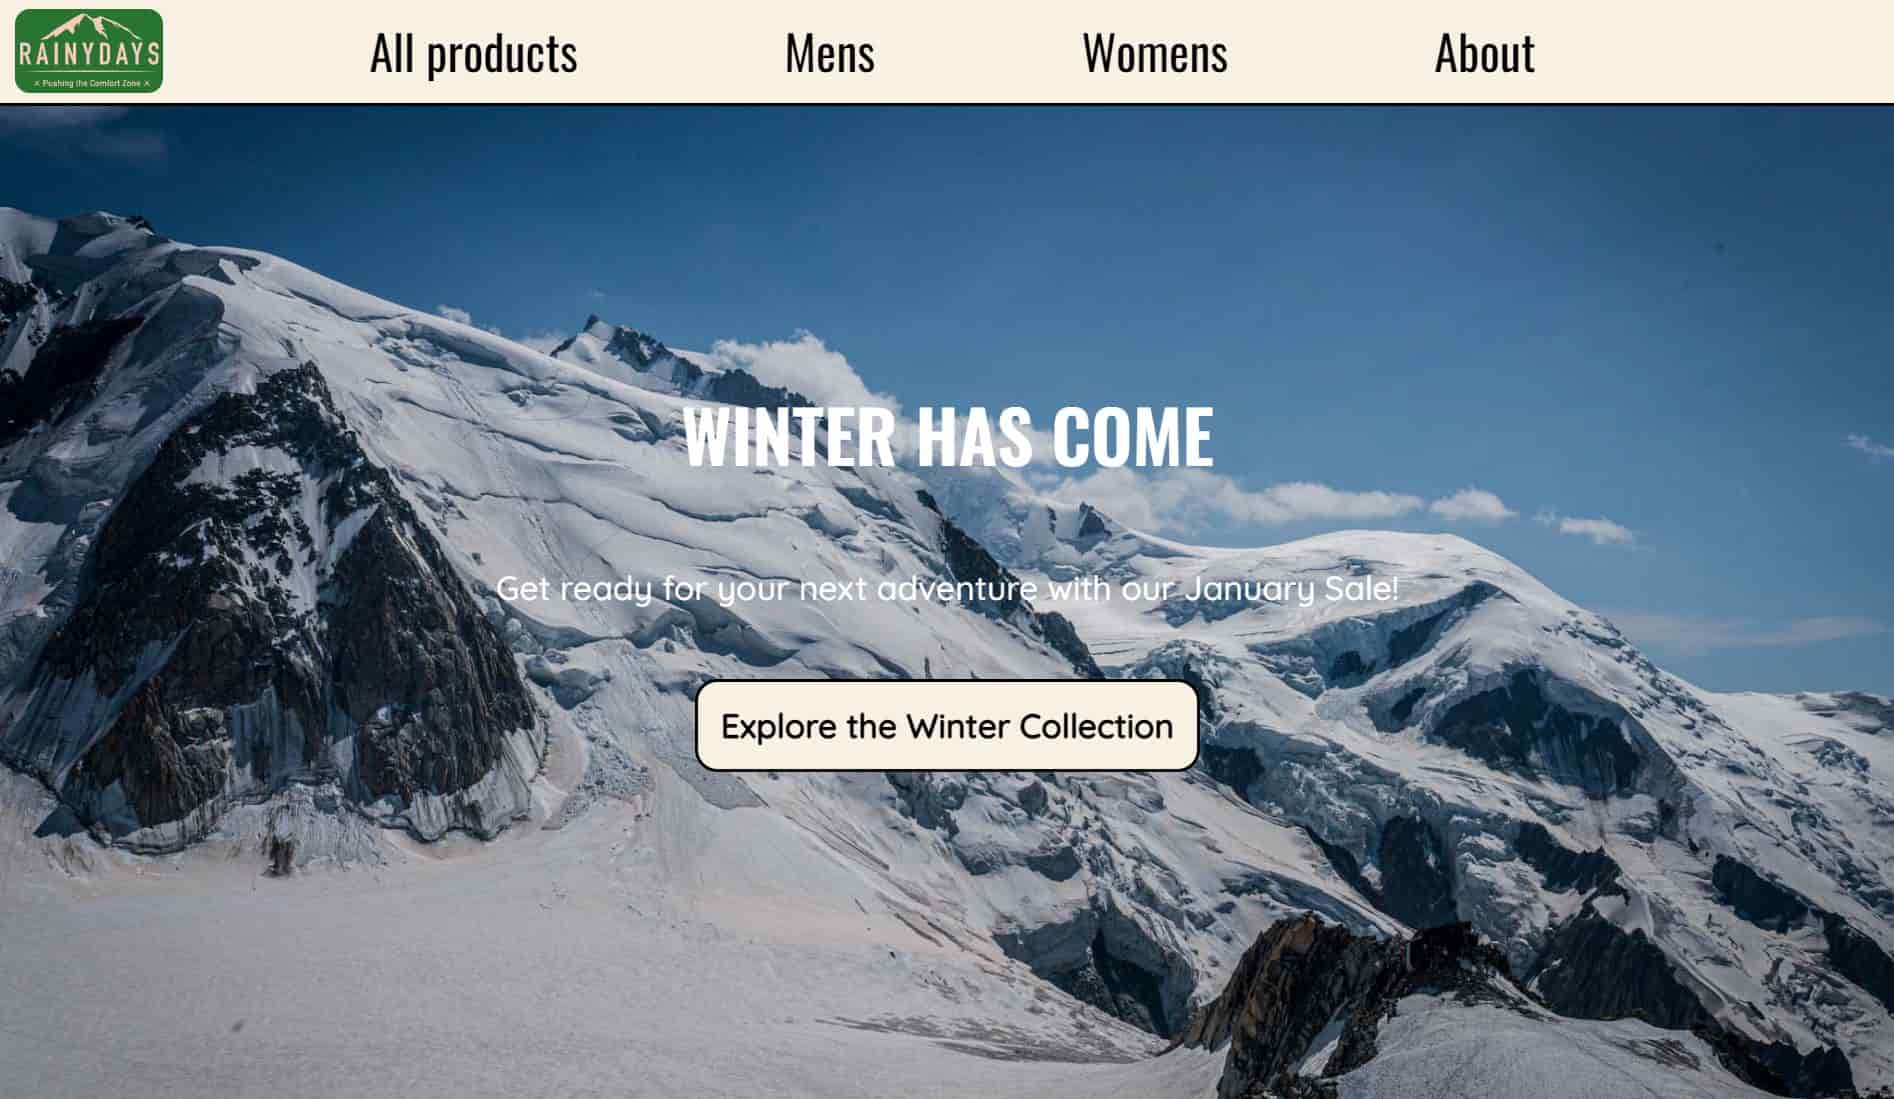 RAINYDAYS
× Pushing the Comfort Zone ×
All products Mens Womens About
WINTER HAS COME
Get ready for your next adventure with our January Sale!
Explore the Winter Collection